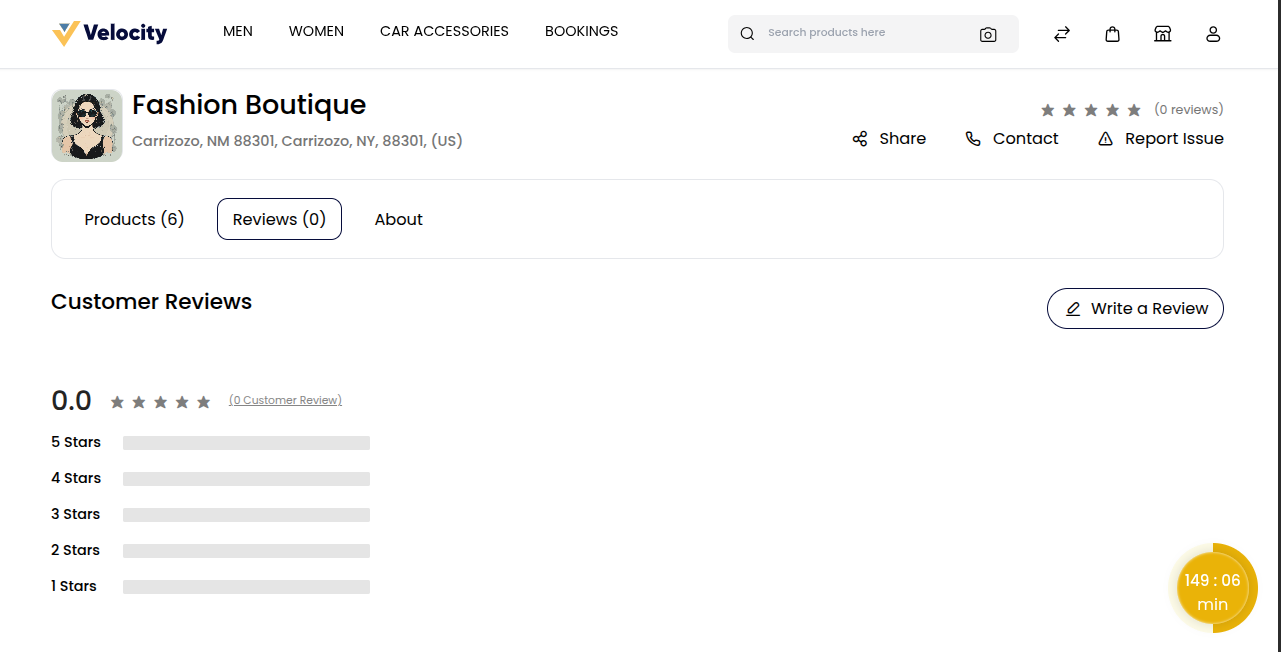 Velocity
MEN WOMEN CAR ACCESSORIES BOOKINGS
Search products here
Fashion Boutique
(0 reviews)
Carrizozo, NM 88301, Carrizozo, NY, 88301, (US)
Share Contact Report Issue
Products (6) Reviews (0) About
Customer Reviews
Write a Review
0.0 (0 Customer Review)
5 Stars
4 Stars
3 Stars
2 Stars
1 Stars
149 : 06
min